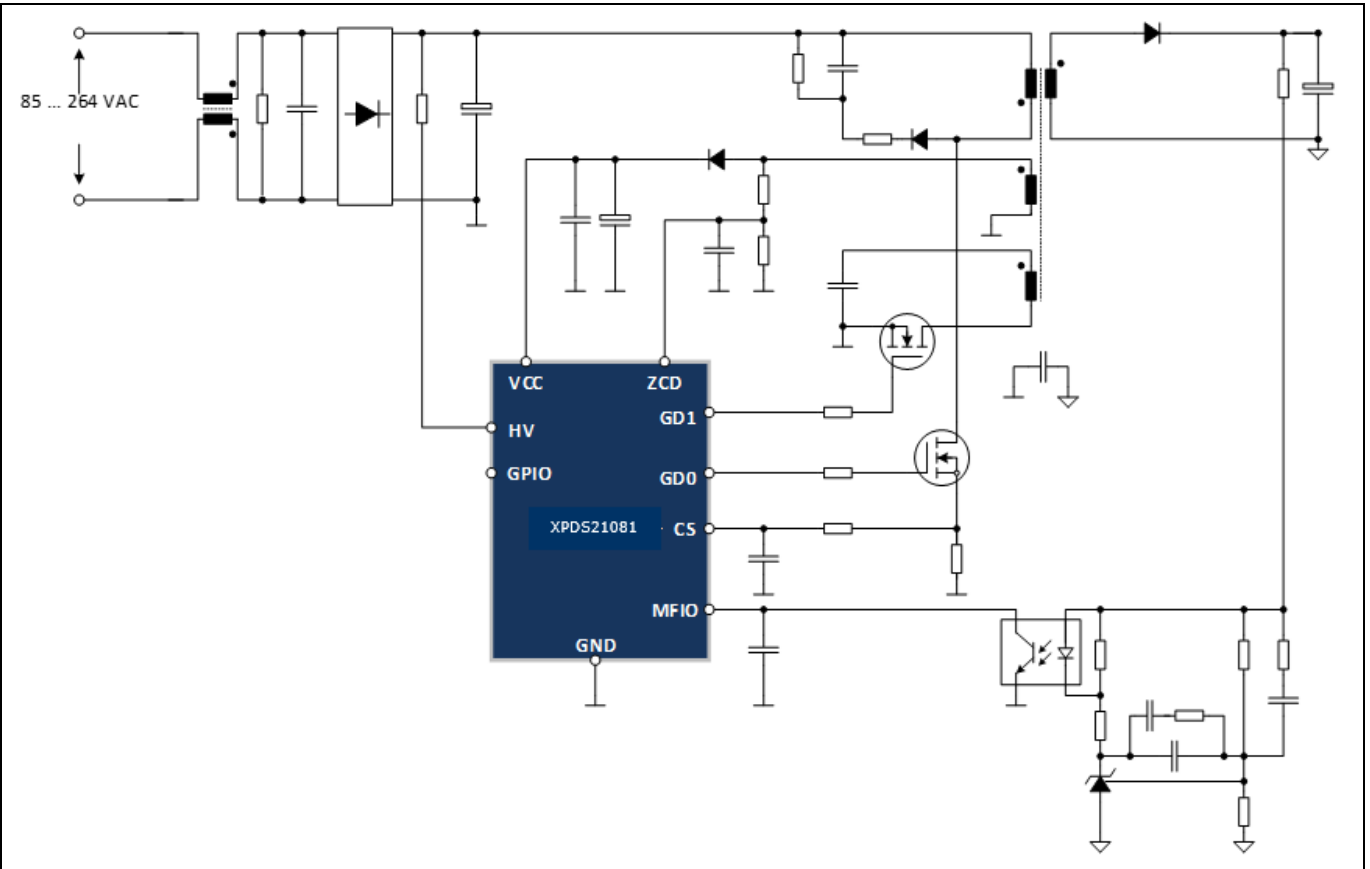 85 ... 264 VAC
VCC
ZCD
GD1
HV
GPIO
GD0
XPDS21081
CS
MFIO
GND